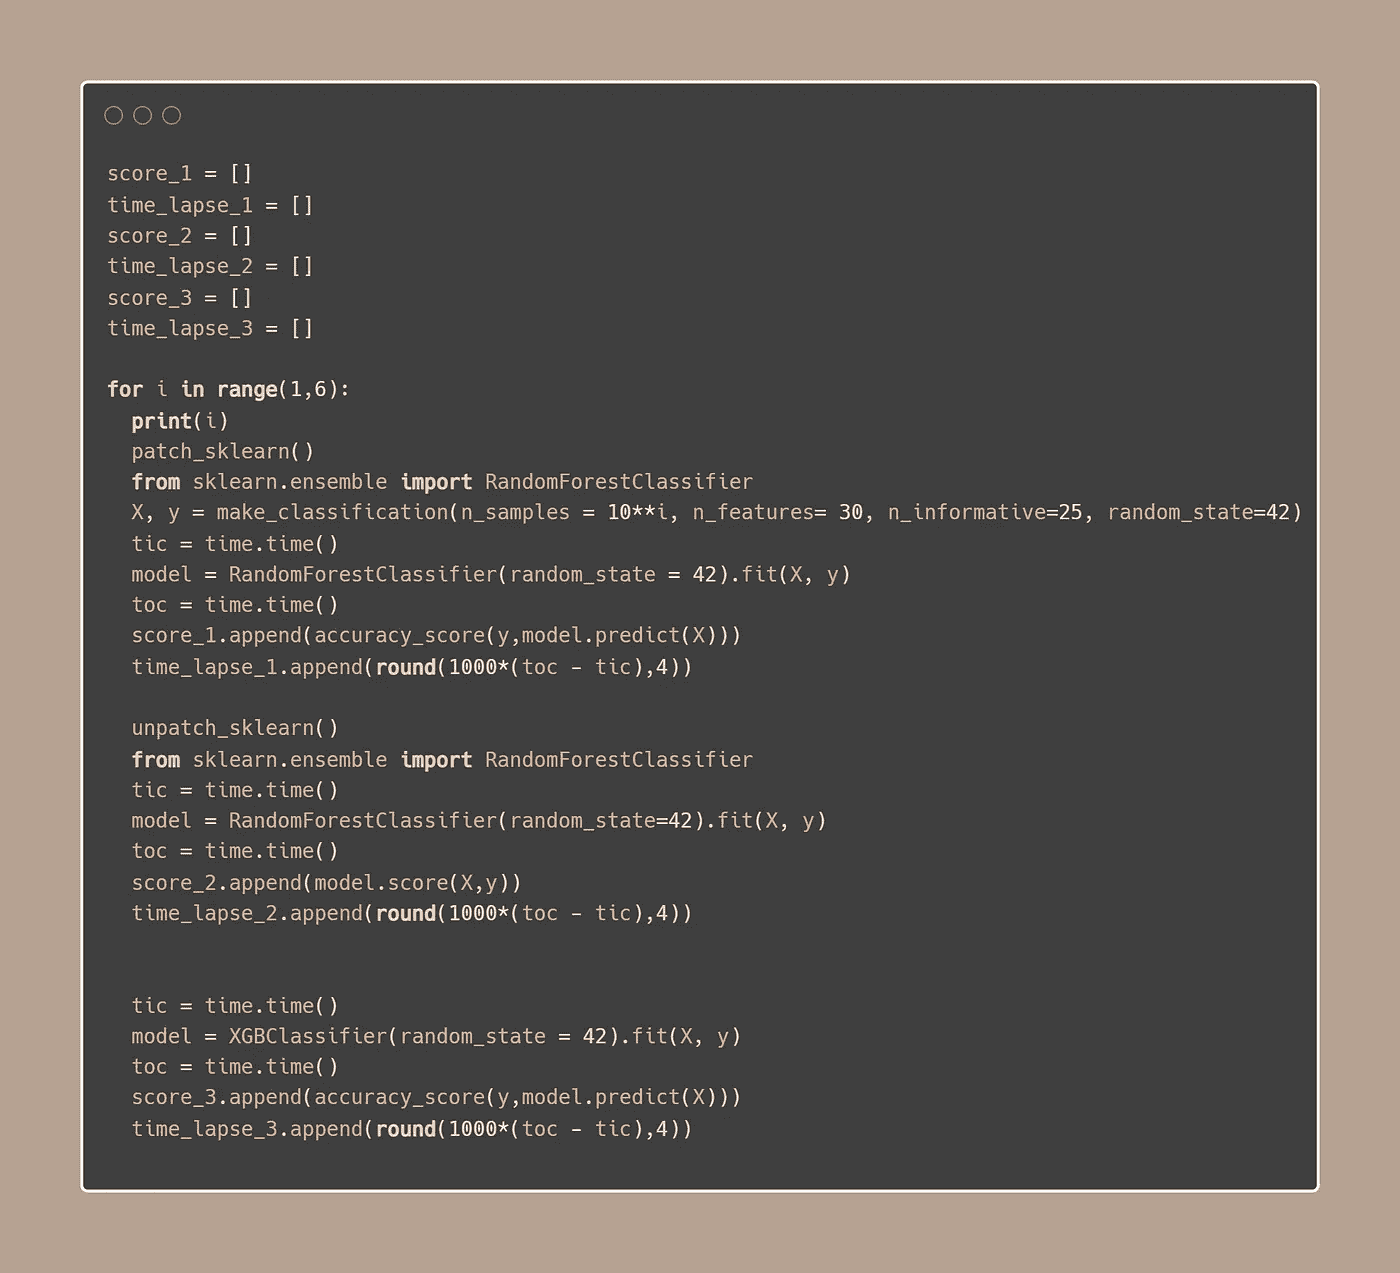 score_1 = []
time_lapse_1 = []
score_2 = []
time_lapse_2 = []
score_3 = []
time_lapse_3 = []

for i in range(1,6):
  print(i)
  patch_sklearn()
  from sklearn.ensemble import RandomForestClassifier
  X, y = make_classification(n_samples = 10**i, n_features= 30, n_informative=25, random_state=42)
  tic = time.time()
  model = RandomForestClassifier(random_state = 42).fit(X, y)
  toc = time.time()
  score_1.append(accuracy_score(y,model.predict(X)))
  time_lapse_1.append(round(1000*(toc - tic),4))

  unpatch_sklearn()
  from sklearn.ensemble import RandomForestClassifier
  tic = time.time()
  model = RandomForestClassifier(random_state=42).fit(X, y)
  toc = time.time()
  score_2.append(model.score(X,y))
  time_lapse_2.append(round(1000*(toc - tic),4))


  tic = time.time()
  model = XGBClassifier(random_state = 42).fit(X, y)
  toc = time.time()
  score_3.append(accuracy_score(y,model.predict(X)))
  time_lapse_3.append(round(1000*(toc - tic),4))